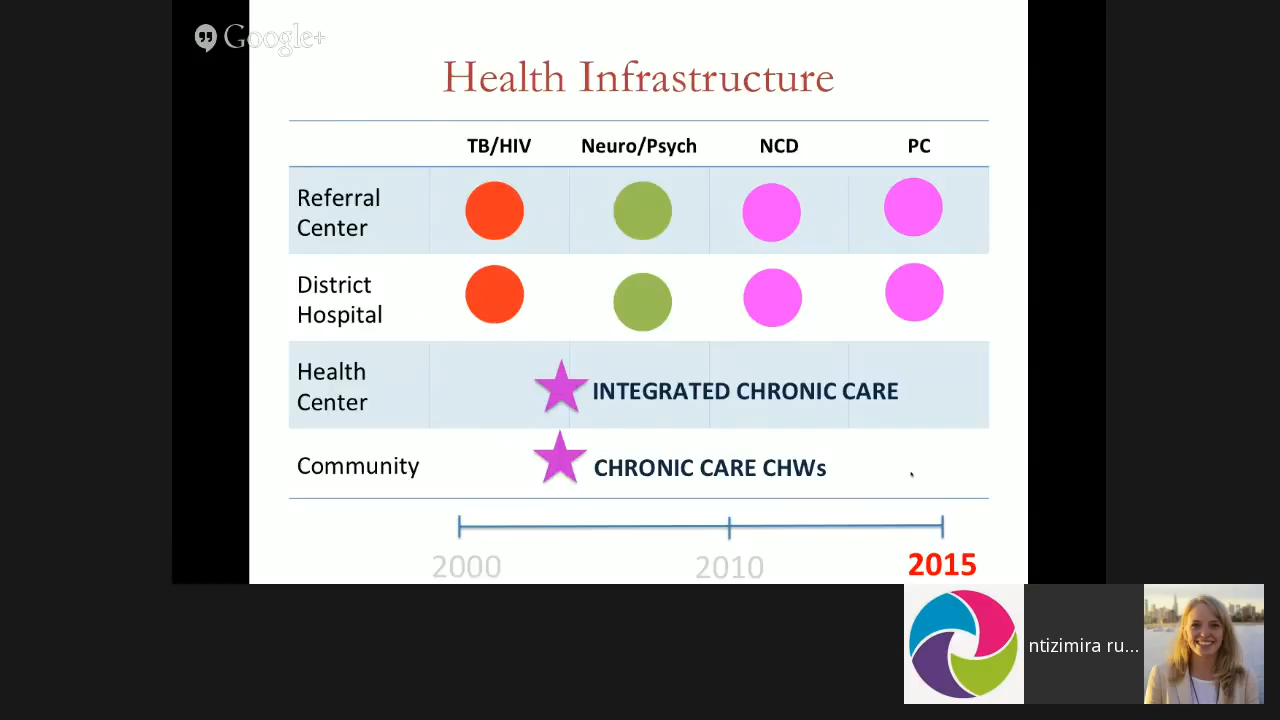 Google+
Health Infrastructure
TB/HIV Neuro/Psych NCD PC
Referral
Center
District
Hospital
Health
Center
INTEGRATED CHRONIC CARE
Community
CHRONIC CARE CHWs
2000 2010 2015
ntizimira ru...